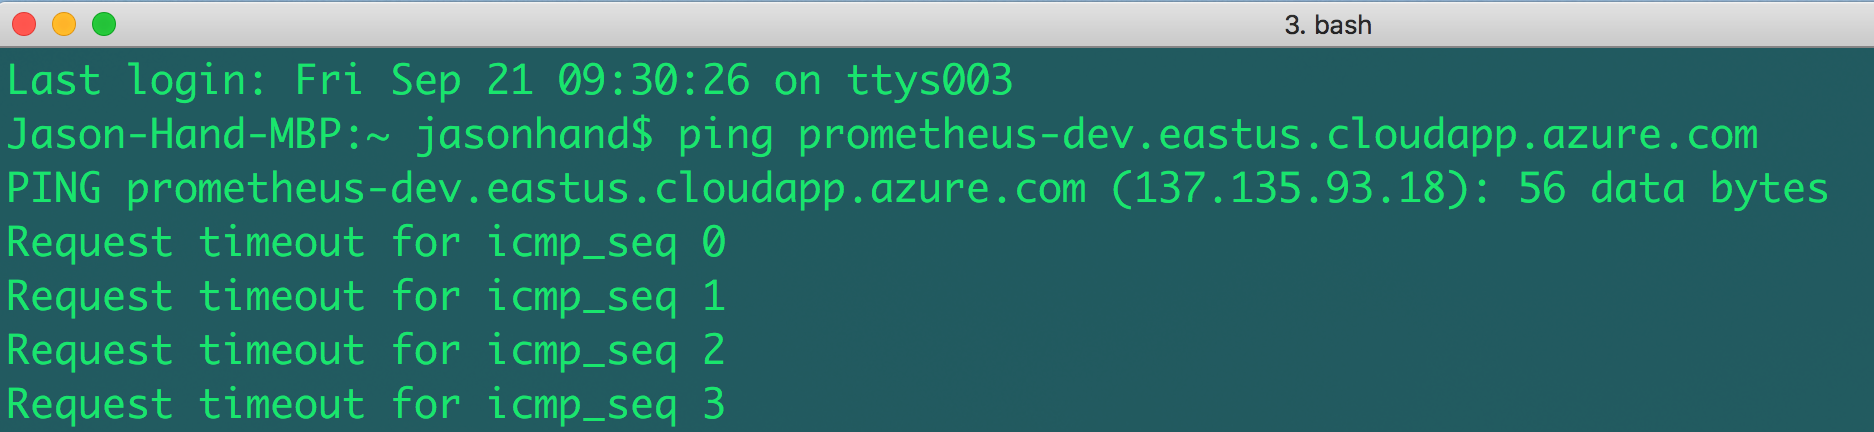 3. bash
Last login: Fri Sep 21 09:30:26 on ttys003
Jason-Hand-MBP:~ jasonhand$ ping prometheus-dev.eastus.cloudapp.azure.com
PING prometheus-dev.eastus.cloudapp.azure.com (137.135.93.18): 56 data bytes
Request timeout for icmp_seq 0
Request timeout for icmp_seq 1
Request timeout for icmp_seq 2
Request timeout for icmp_seq 3